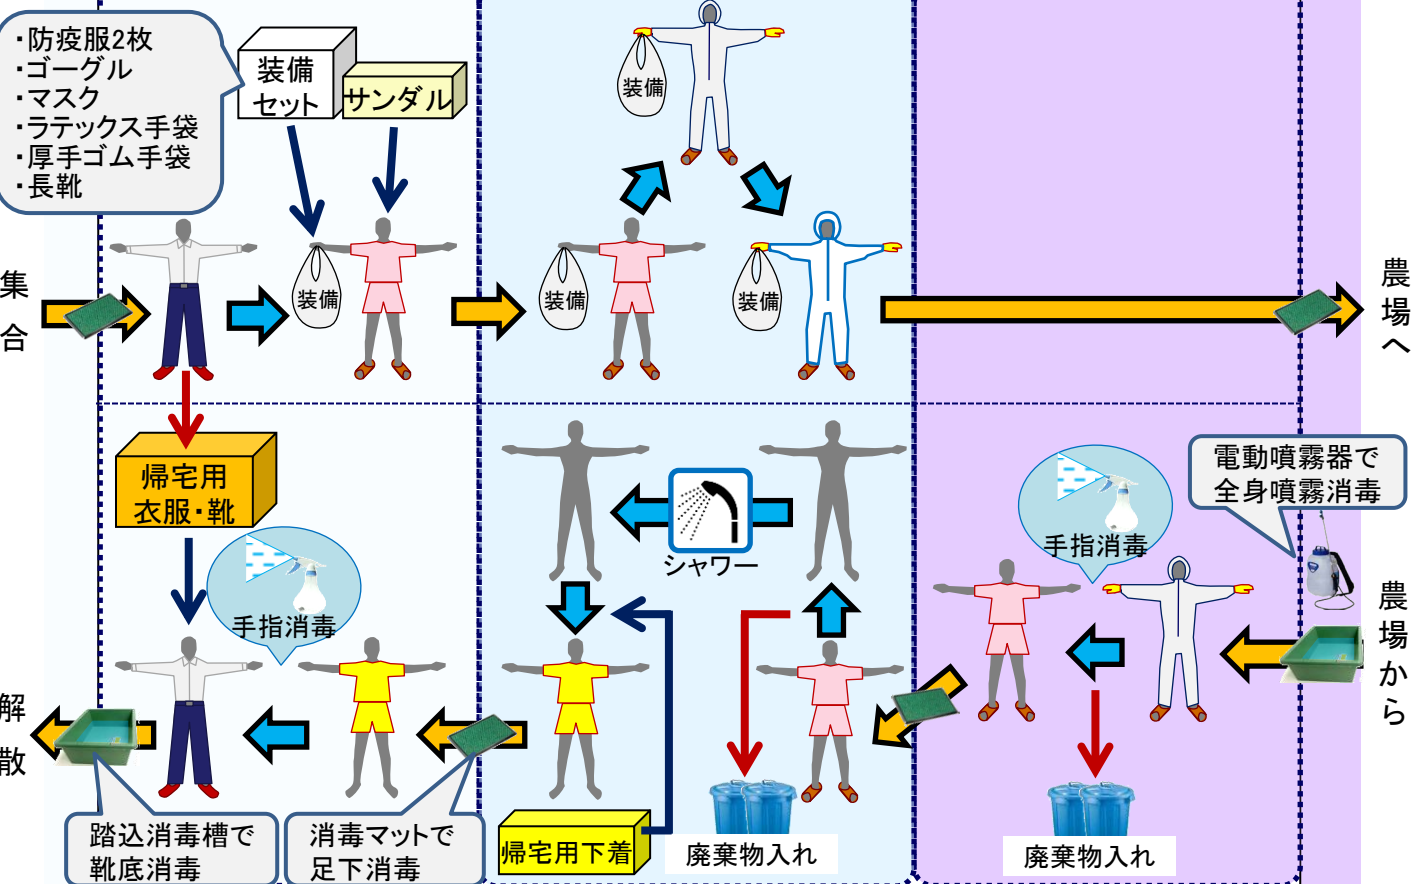 ・防疫服2枚
・ゴーグル
・マスク
・ラテックス手袋
・厚手ゴム手袋
・長靴
装備
セット
サンダル
装備
装備
装備
装備
集
合
農
場
へ
帰宅用
衣服・靴
手指消毒
シャワー
手指消毒
電動噴霧器で
全身噴霧消毒
農
場
か
ら
解
散
踏込消毒槽で
靴底消毒
消毒マットで
足下消毒
帰宅用下着
廃棄物入れ
廃棄物入れ